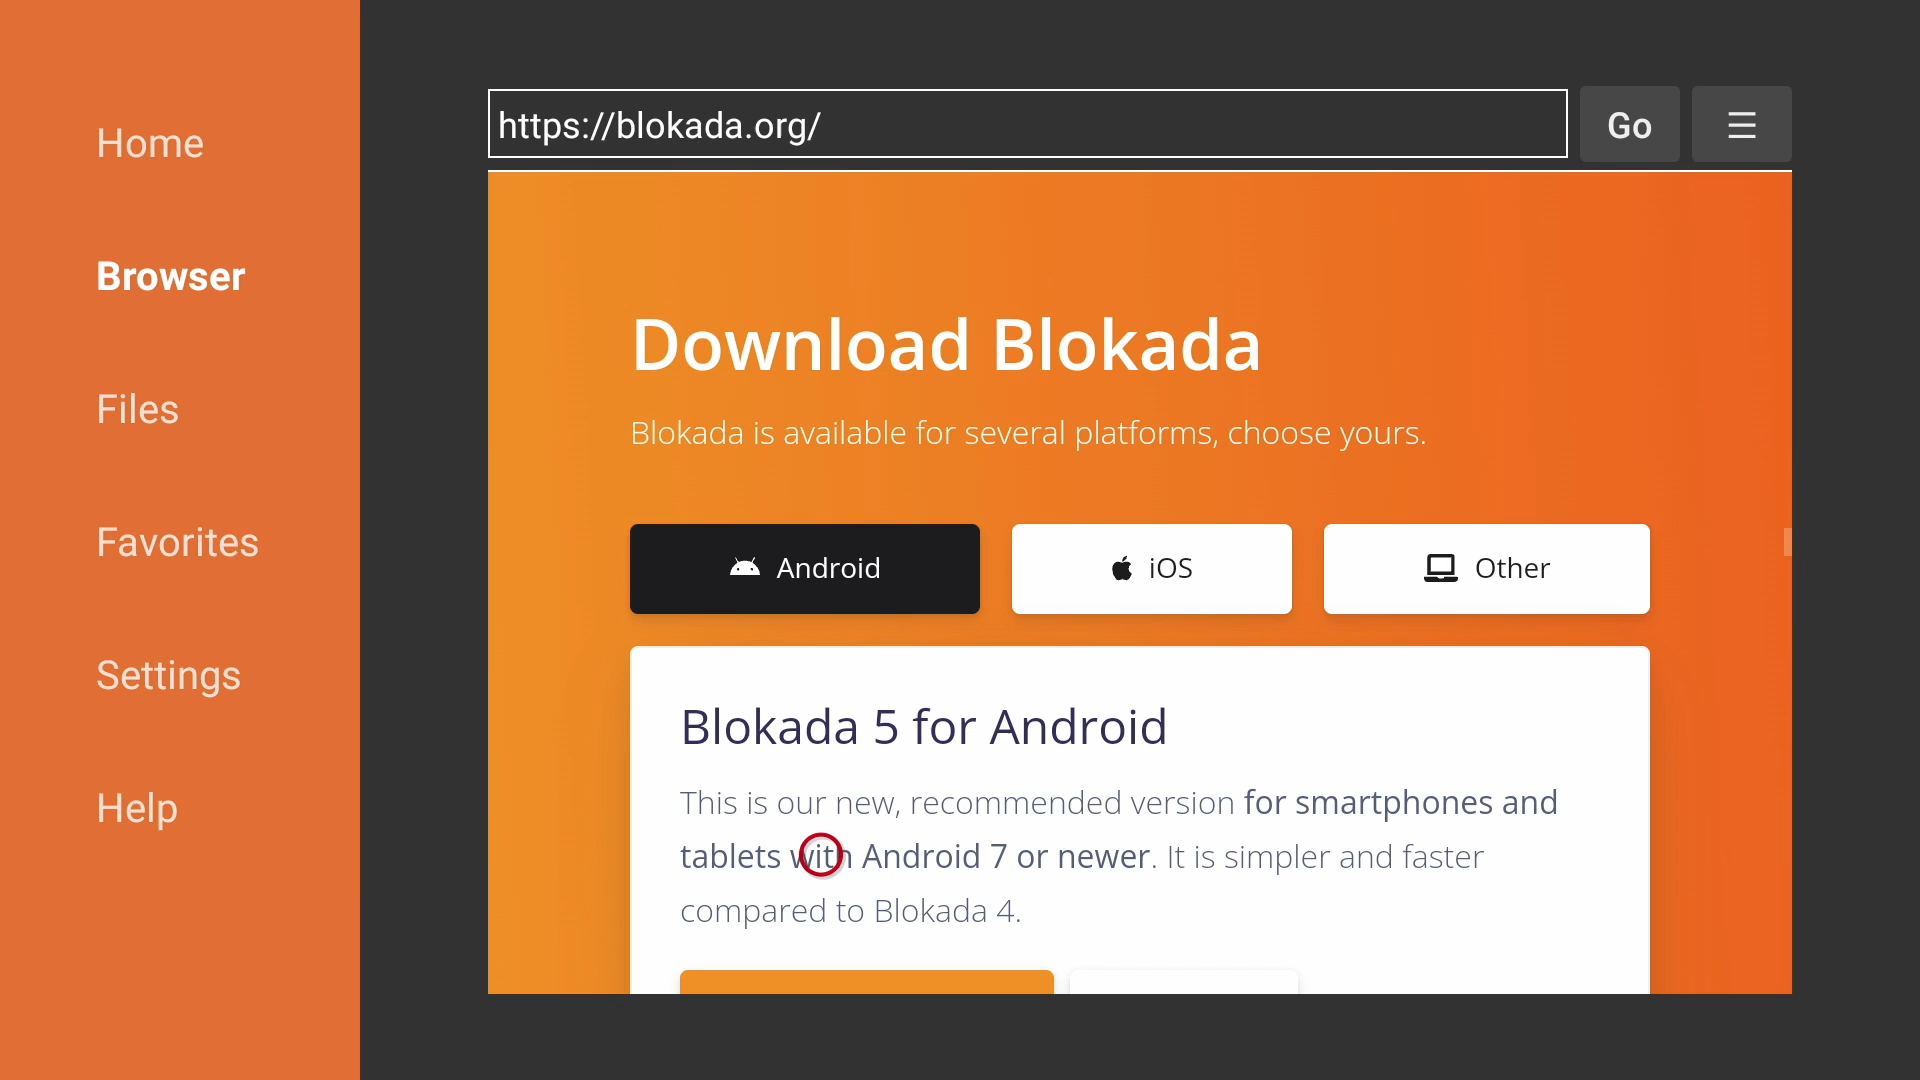 Home
Browser
Files
Favorites
Settings
Help
https://blokada.org/
Go
Download Blokada
Blokada is available for several platforms, choose yours.
Android
iOS
Other
Blokada 5 for Android
This is our new, recommended version for smartphones and
tablets with Android 7 or newer. It is simpler and faster
compared to Blokada 4.